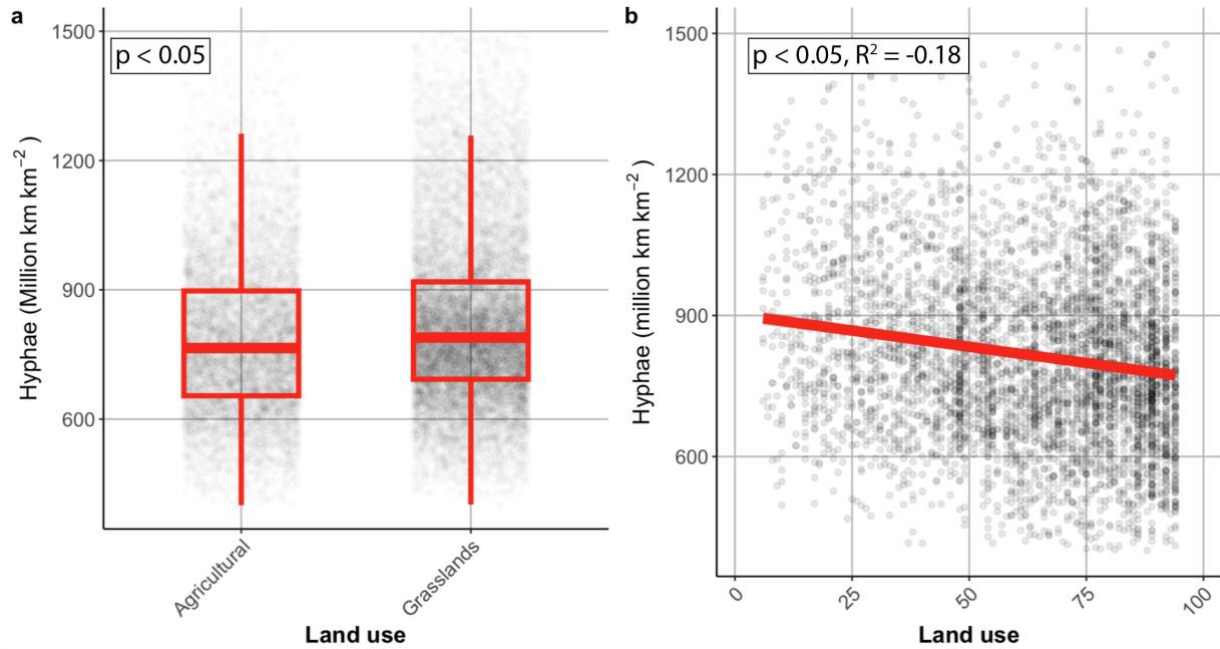 a
p < 0.05
Hyphae (Million km km⁻² )
1500
1200
900
600
Agricultural
Grasslands
Land use
b
p < 0.05, R² = -0.18
Hyphae (million km km⁻² )
1500
1200
900
600
0
25
50
75
100
Land use